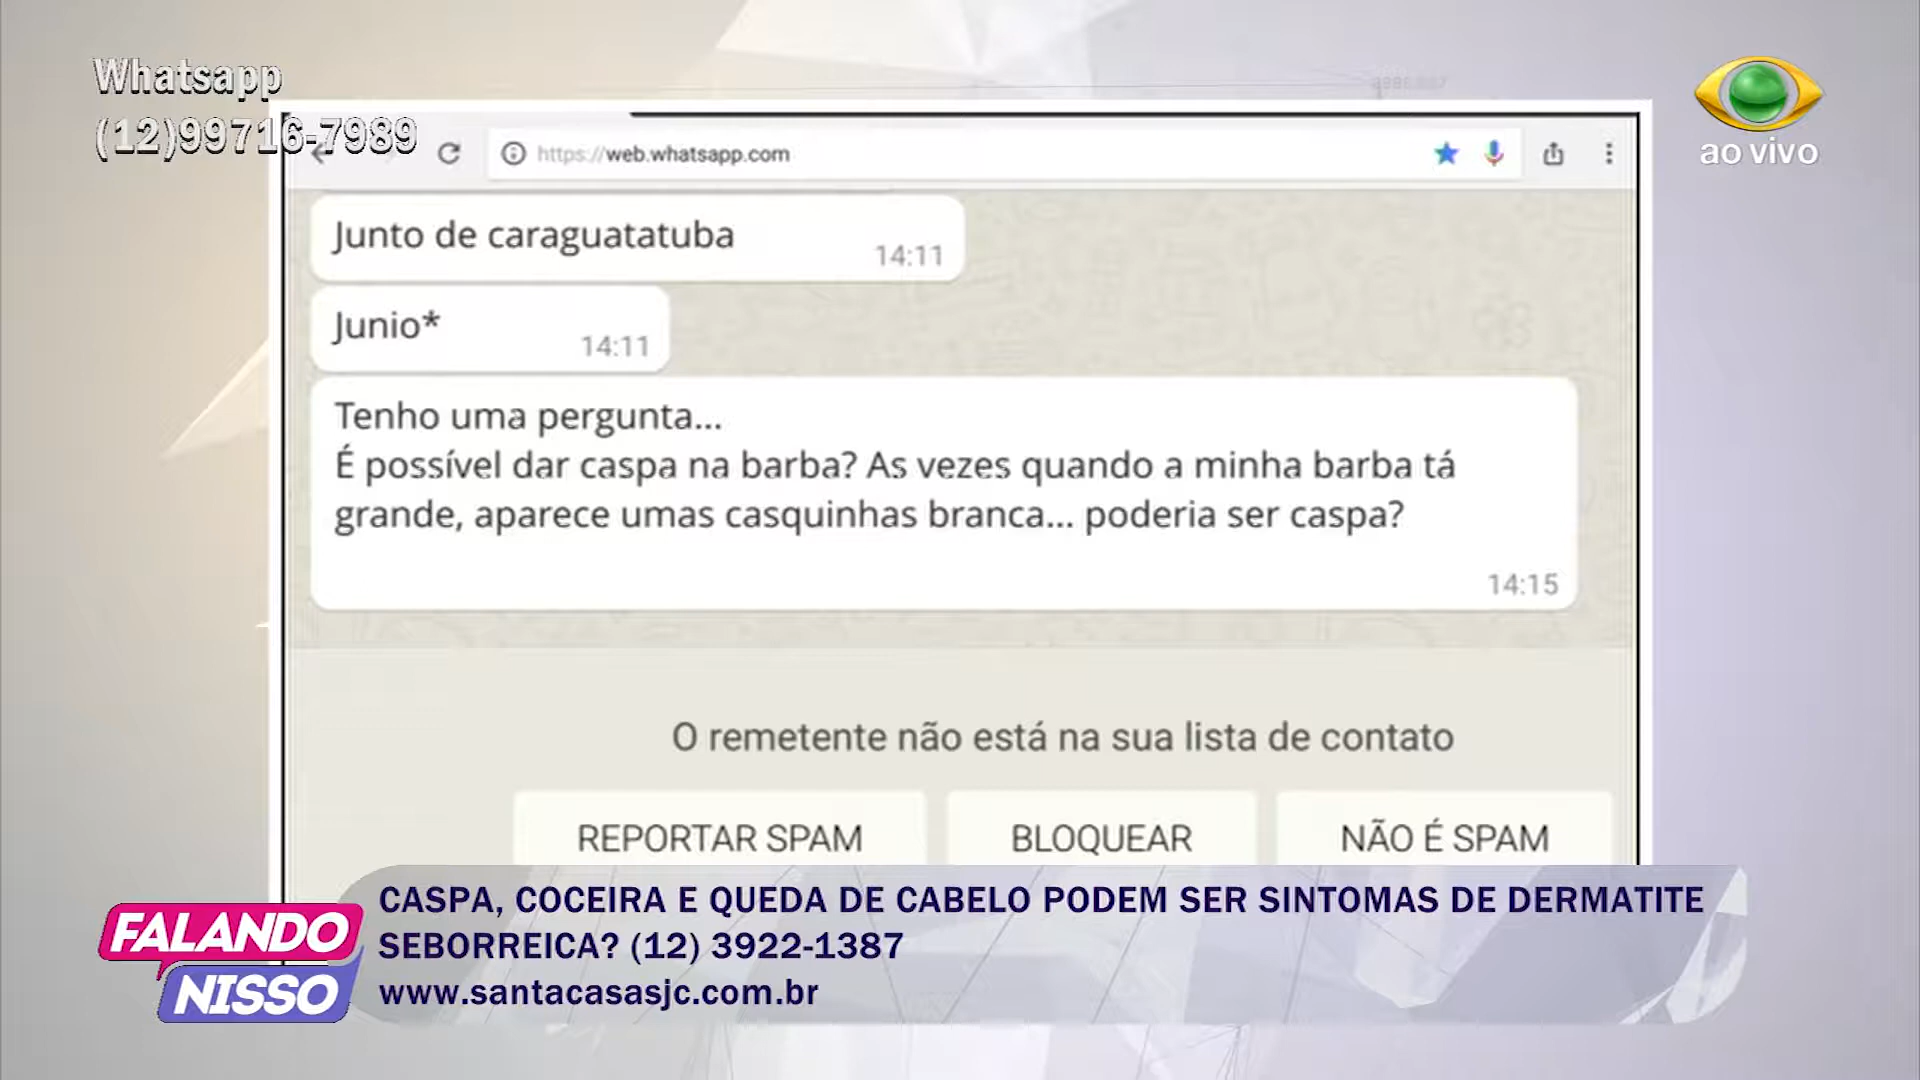 Whatsapp
(12)99716-7989
ao vivo
https://web.whatsapp.com
Junto de caraguatatuba
14:11
Junio*
14:11
Tenho uma pergunta...
É possível dar caspa na barba? As vezes quando a minha barba tá
grande, aparece umas casquinhas branca... poderia ser caspa?
14:15
O remetente não está na sua lista de contato
REPORTAR SPAM
BLOQUEAR
NÃO É SPAM
FALANDO
NISSO
CASPA, COCEIRA E QUEDA DE CABELO PODEM SER SINTOMAS DE DERMATITE
SEBORREICA? (12) 3922-1387
www.santacasasjc.com.br